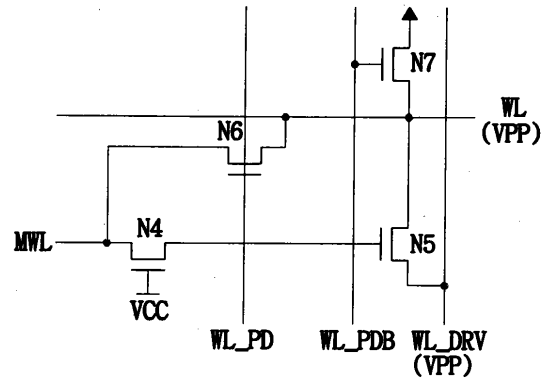 N7
WL
(VPP)
N6
N4
MWL
N5
VCC
WL_PD
WL_PDB
WL_DRV
(VPP)